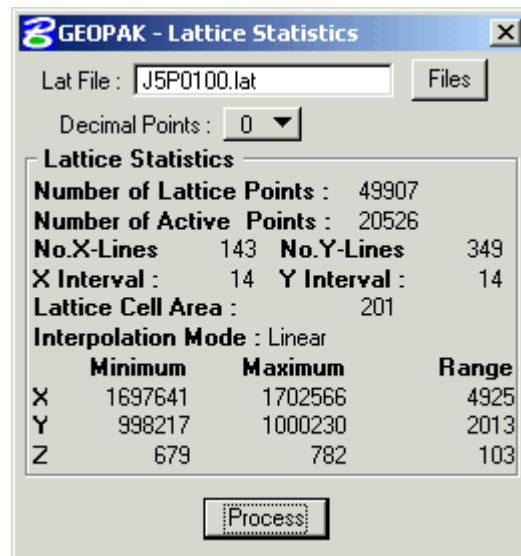 GEOPAK - Lattice Statistics
Lat File : J5P0100.lat Files
Decimal Points : 0
Lattice Statistics
Number of Lattice Points : 49907
Number of Active Points : 20526
No.X-Lines 143 No.Y-Lines 349
X Interval : 14 Y Interval : 14
Lattice Cell Area : 201
Interpolation Mode : Linear
Minimum Maximum Range
X 1697641 1702566 4925
Y 998217 1000230 2013
Z 679 782 103
Process